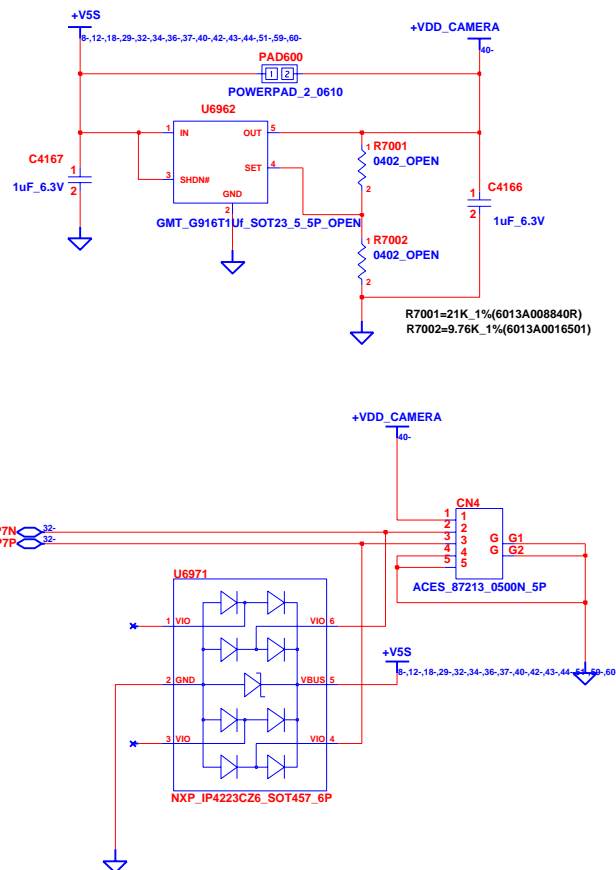 +V5S
8-,12-,18-,29-,32-,34-,36-,37-,40-,42-,43-,44-,51-,59-,60-
+VDD_CAMERA
40-
PAD600
1 2
POWERPAD_2_0610
U6962
1 IN OUT 5
SET 4
3 SHDN#
GND
2
GMT_G916T1Uf_SOT23_5_5P_OPEN
C4167
1
1uF_6.3V
2
1 R7001
0402_OPEN
2
C4166
1
1uF_6.3V
2
1 R7002
0402_OPEN
2
R7001=21K_1%(6013A008840R)
R7002=9.76K_1%(6013A0016501)
+VDD_CAMERA
40-
CN4
1 1
2 2
3 3
4 4
5 5
G G1
G G2
ACES_87213_0500N_5P
P7N 32-
P7P 32-
U6971
1 VIO VIO 6
2 GND VBUS 5
3 VIO VIO 4
NXP_IP4223CZ6_SOT457_6P
+V5S
8-,12-,18-,29-,32-,34-,36-,37-,40-,42-,43-,44-,51-,59-,60-